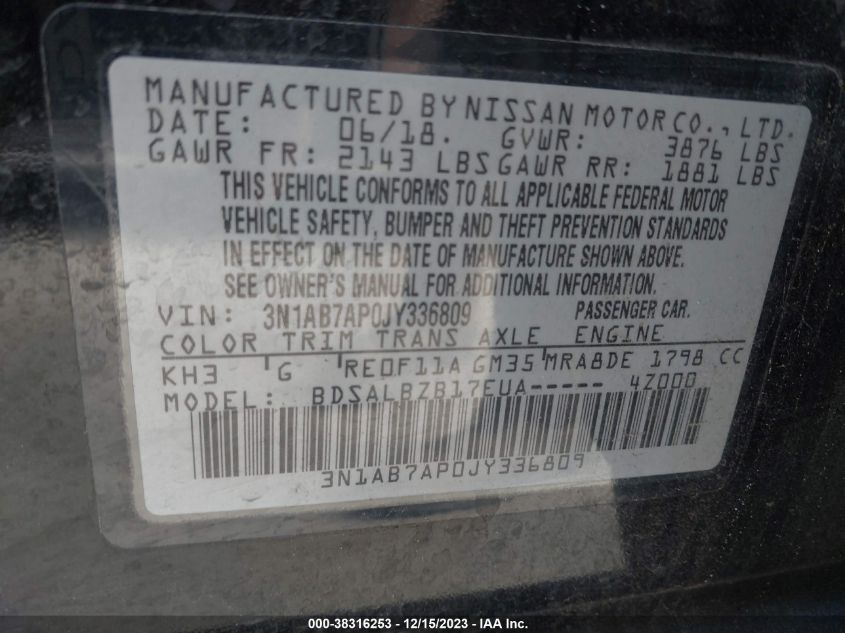 MANUFACTURED BY NISSAN MOTOR CO., LTD.
DATE: 06/18. GVWR: 3876 LBS
GAWR FR: 2143 LBS GAWR RR: 1881 LBS
THIS VEHICLE CONFORMS TO ALL APPLICABLE FEDERAL MOTOR
VEHICLE SAFETY, BUMPER AND THEFT PREVENTION STANDARDS
IN EFFECT ON THE DATE OF MANUFACTURE SHOWN ABOVE.
SEE OWNER'S MANUAL FOR ADDITIONAL INFORMATION.
VIN: 3N1AB7AP0JY336809 PASSENGER CAR.
COLOR TRIM TRANS AXLE ENGINE
KH3 G RE0F11A GM35 MRA8DE 1798 CC
MODEL: BDSALBZB17EUA----- 4Z000
3N1AB7AP0JY336809
000-38316253 - 12/15/2023 - IAA Inc.